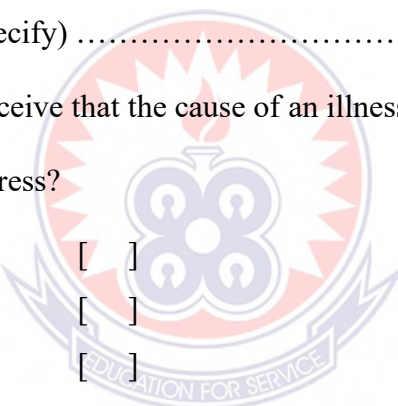 ecify) ……………………………
ceive that the cause of an illness
ress?
[ ]
[ ]
[ ]
EDUCATION FOR SERVICE